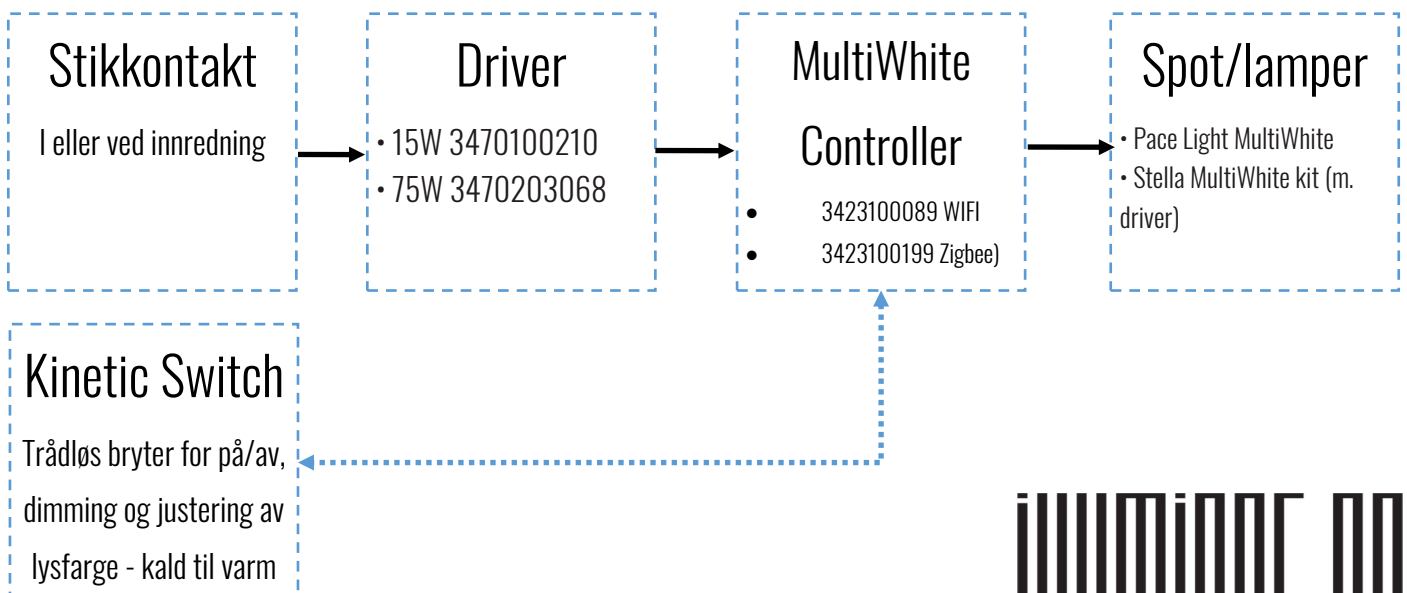 Stikkontakt
I eller ved innredning
Driver
• 15W 3470100210
• 75W 3470203068
MultiWhite
Controller
• 3423100089 WIFI
• 3423100199 Zigbee)
Spot/lamper
• Pace Light MultiWhite
• Stella MultiWhite kit (m.
driver)
Kinetic Switch
Trådløs bryter for på/av,
dimming og justering av
lysfarge - kald til varm